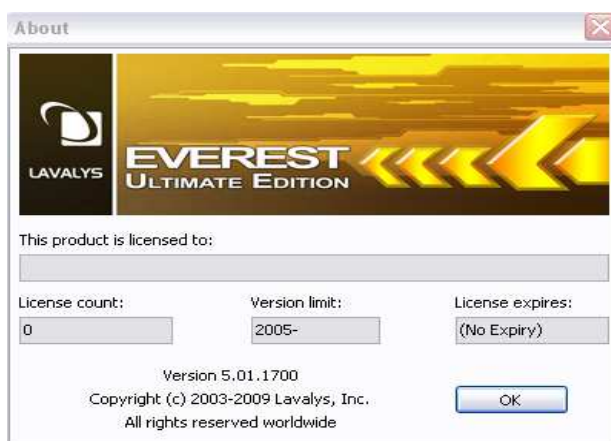 About
LAVALYS
EVEREST
ULTIMATE EDITION
This product is licensed to:
License count: Version limit: License expires:
0 2005- (No Expiry)
Version 5.01.1700
Copyright (c) 2003-2009 Lavalys, Inc.
OK
All rights reserved worldwide